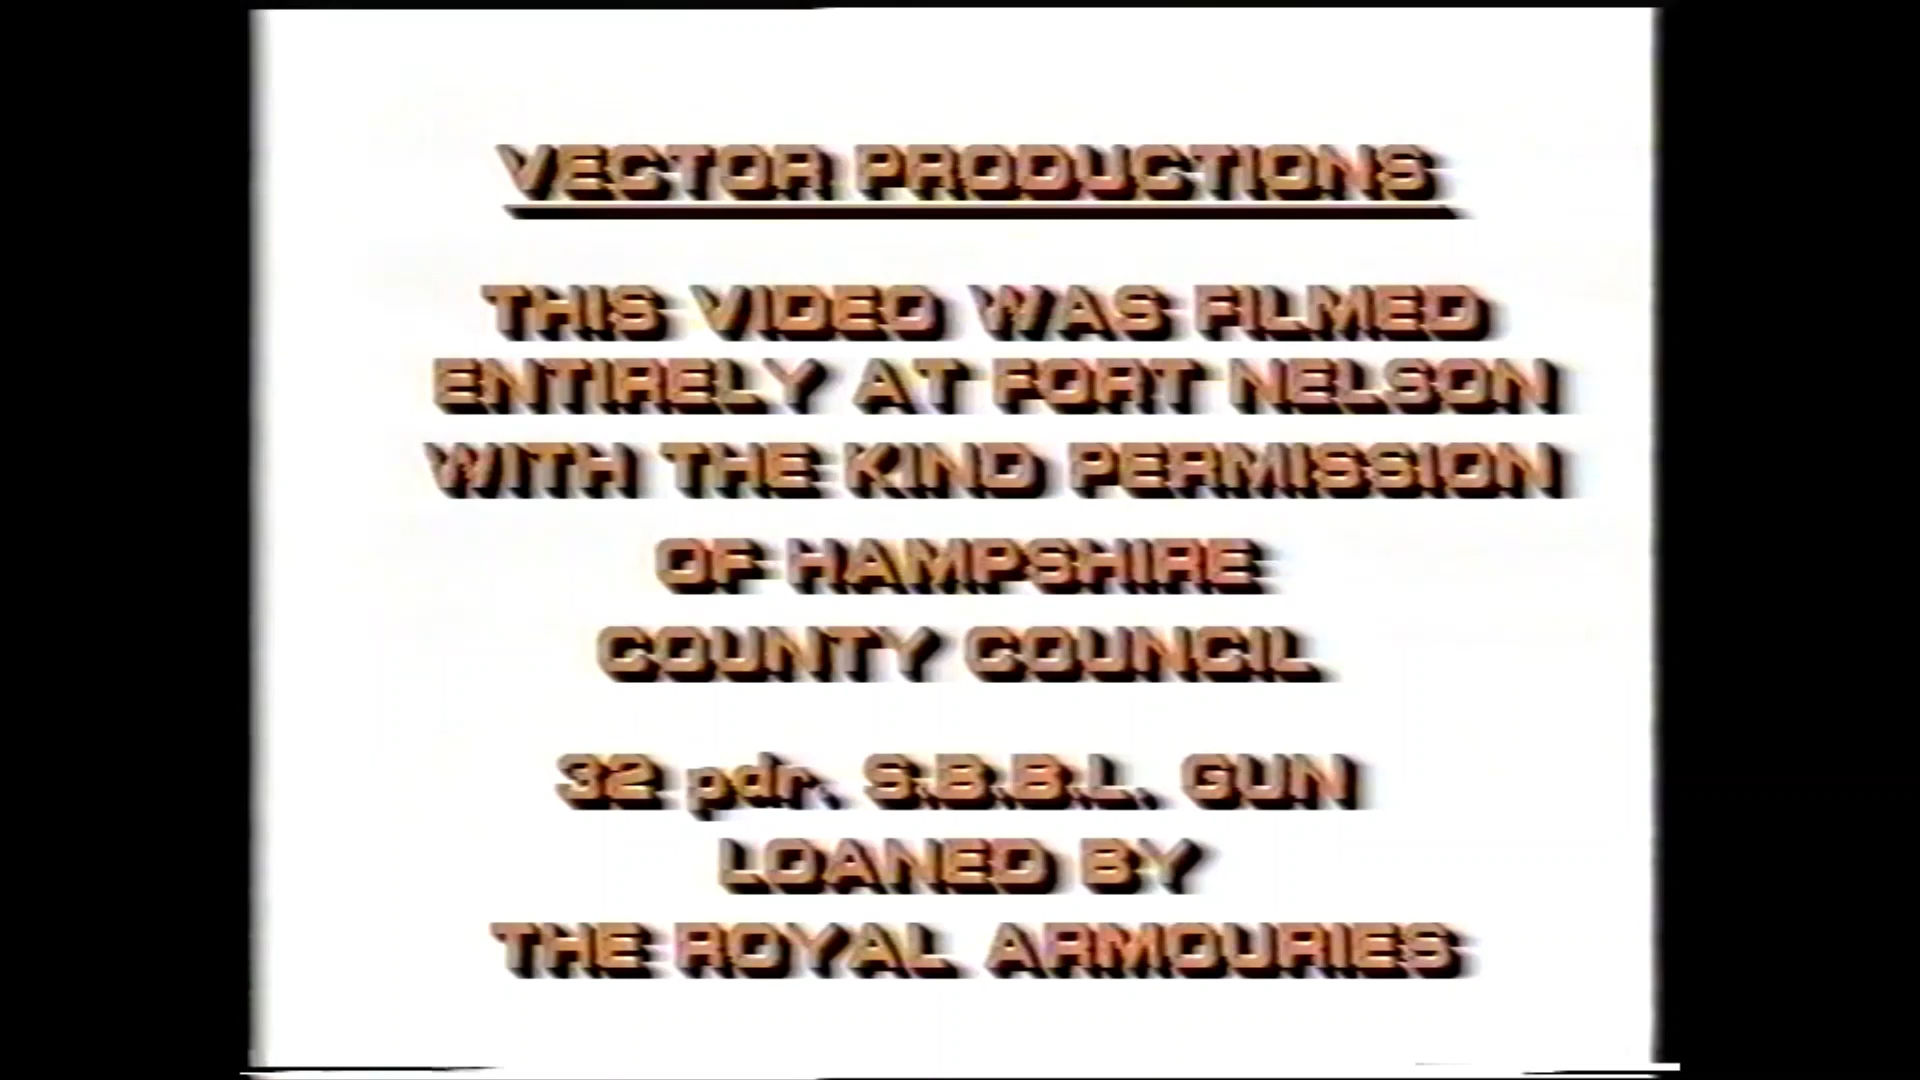 VECTOR PRODUCTIONS
THIS VIDEO WAS FILMED
ENTIRELY AT FORT NELSON
WITH THE KIND PERMISSION
OF HAMPSHIRE
COUNTY COUNCIL
32 pdr. S.B.B.L. GUN
LOANED BY
THE ROYAL ARMOURIES